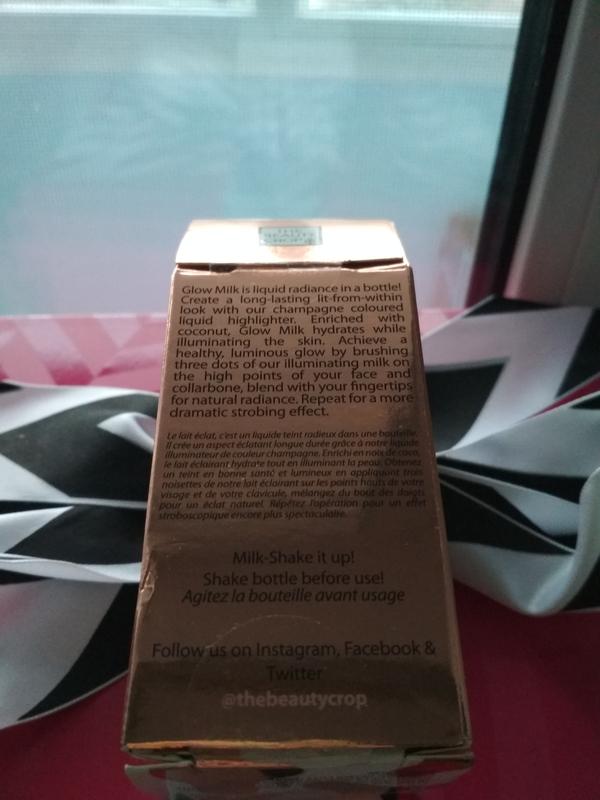 THE
BEAUTY
CROP
Glow Milk is liquid radiance in a bottle!
Create a long-lasting lit-from-within
look with our champagne coloured
liquid highlighter. Enriched with
coconut, Glow Milk hydrates while
illuminating the skin. Achieve a
healthy, luminous glow by brushing
three dots of our illuminating milk on
the high points of your face and
collarbone, blend with your fingertips
for natural radiance. Repeat for a more
dramatic strobing effect.
Le lait éclat, c'est un liquide teint radieux dans une bouteille.
Il crée un aspect éclatant longue durée grâce à notre liquide
illuminateur de couleur champagne. Enrichi en noix de coco,
le lait éclairant hydrate tout en illuminant la peau. Obtenez
un teint en bonne santé et lumineux en appliquant trois
noisettes de notre lait éclairant sur les points hauts de votre
visage et de votre clavicule, mélangez du bout des doigts
pour un éclat naturel. Répétez l'opération pour un effet
stroboscopique encore plus spectaculaire.
Milk-Shake it up!
Shake bottle before use!
Agitez la bouteille avant usage
Follow us on Instagram, Facebook &
Twitter
@thebeautycrop